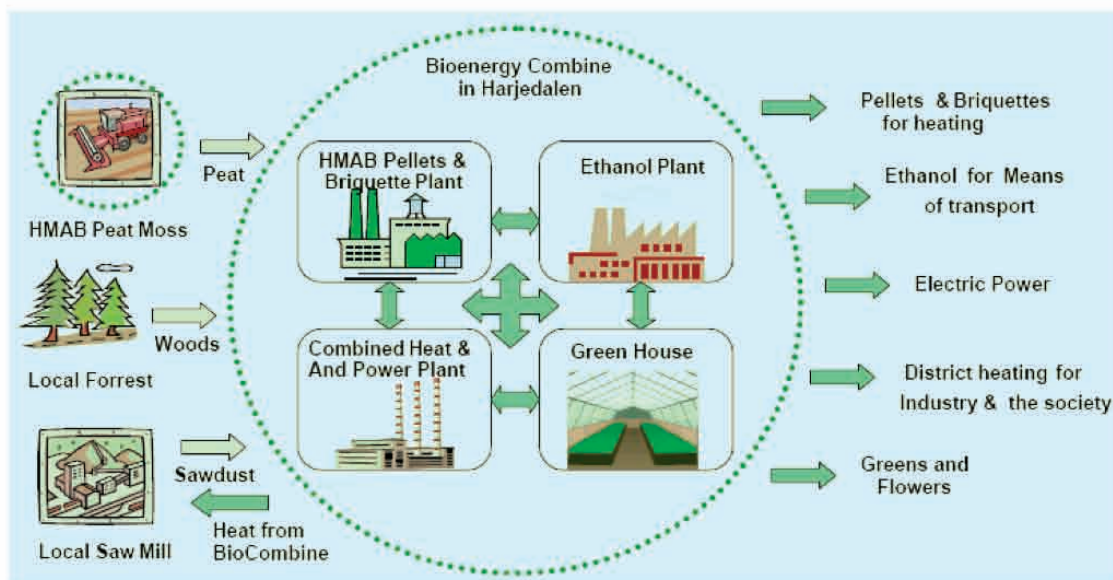 Bioenergy Combine
in Harjedalen
Peat
HMAB Peat Moss
Woods
Local Forrest
Sawdust
Heat from
BioCombine
Local Saw Mill
HMAB Pellets &
Briquette Plant
Ethanol Plant
Combined Heat &
And Power Plant
Green House
Pellets & Briquettes
for heating
Ethanol for Means
of transport
Electric Power
District heating for
Industry & the society
Greens and
Flowers